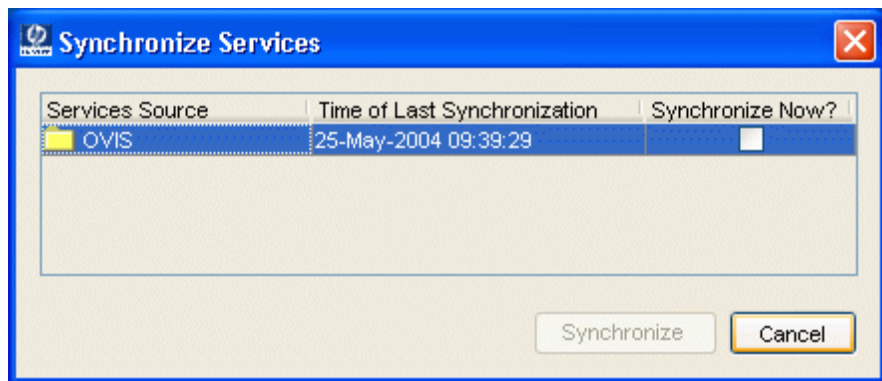 Synchronize Services
Services Source Time of Last Synchronization Synchronize Now?
OVIS 25-May-2004 09:39:29
Synchronize Cancel